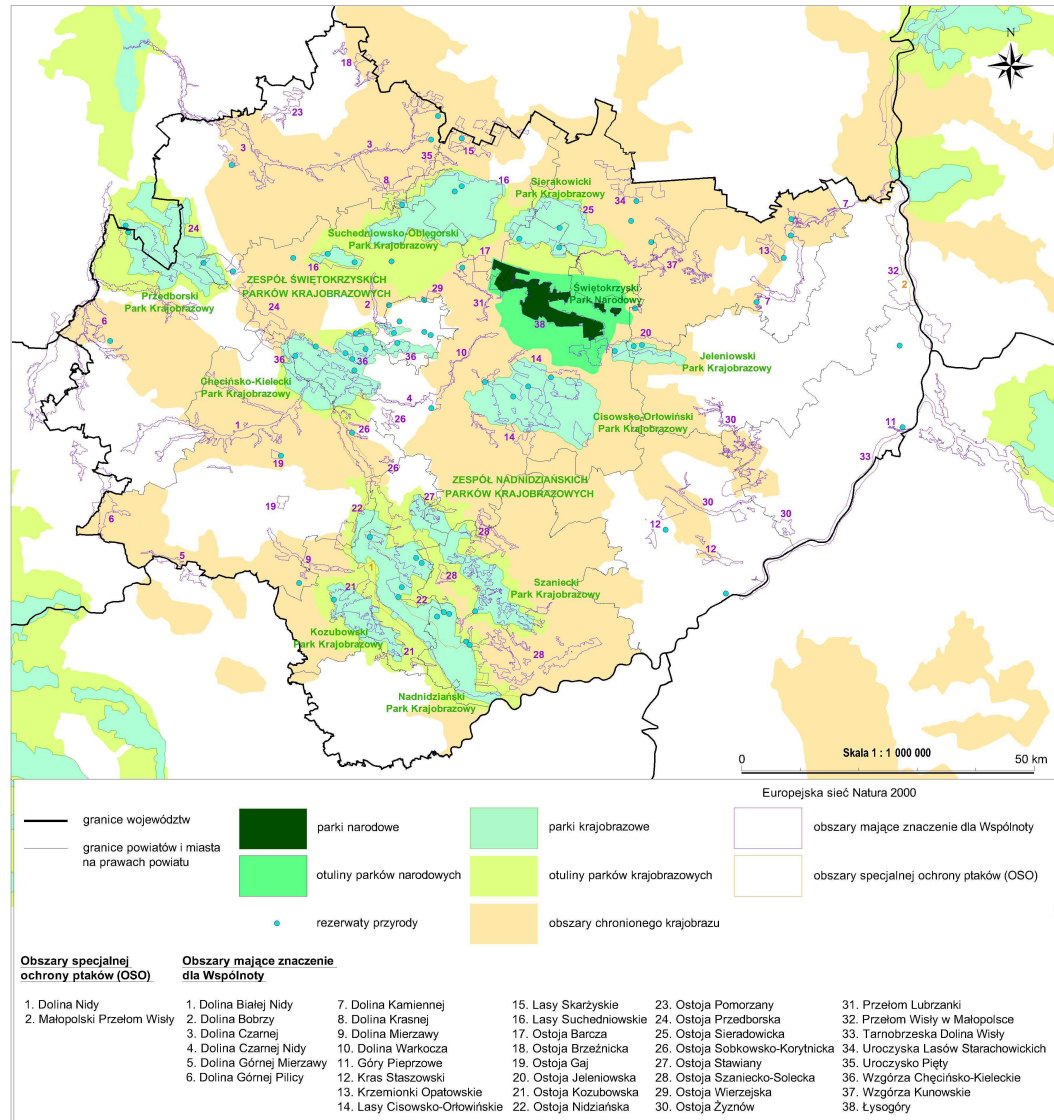 N
18
23
3
3
35
15
8
16
Sierakowicki
Park Krajobrazowy
34
25
7
24
Suchedniowsko-Oblęgorski
Park Krajobrazowy
16
17
37
13
32
2
ZESPÓŁ ŚWIĘTOKRZYSKICH
PARKÓW KRAJOBRAZOWYCH
Przedborski
Park Krajobrazowy
Świętokrzyski
Park Narodowy
29
31
2
7
24
6
38
20
36
36
36
10
14
Jeleniowski
Park Krajobrazowy
Chęcińsko-Kielecki
Park Krajobrazowy
4
26
26
1
Cisowsko-Orłowiński
Park Krajobrazowy
14
30
11
33
19
26
ZESPÓŁ NADNIDZIAŃSKICH
PARKÓW KRAJOBRAZOWYCH
6
19
22
27
28
30
30
12
12
5
9
1
28
21
22
Szaniecki
Park Krajobrazowy
Kozubowski
Park Krajobrazowy
21
28
Nadnidziański
Park Krajobrazowy
Skala 1 : 1 000 000
0
50 km
Europejska sieć Natura 2000
granice województw
granice powiatów i miasta
na prawach powiatu
parki narodowe
otuliny parków narodowych
rezerwaty przyrody
parki krajobrazowe
otuliny parków krajobrazowych
obszary chronionego krajobrazu
obszary mające znaczenie dla Wspólnoty
obszary specjalnej ochrony ptaków (OSO)
Obszary specjalnej
ochrony ptaków (OSO)
1. Dolina Nidy
2. Małopolski Przełom Wisły
Obszary mające znaczenie
dla Wspólnoty
1. Dolina Białej Nidy
2. Dolina Bobrzy
3. Dolina Czarnej
4. Dolina Czarnej Nidy
5. Dolina Górnej Mierzawy
6. Dolina Górnej Pilicy
7. Dolina Kamiennej
8. Dolina Krasnej
9. Dolina Mierzawy
10. Dolina Warkocza
11. Góry Pieprzowe
12. Kras Staszowski
13. Krzemionki Opatowskie
14. Lasy Cisowsko-Orłowińskie
15. Lasy Skarżyskie
16. Lasy Suchedniowskie
17. Ostoja Barcza
18. Ostoja Brzeźnicka
19. Ostoja Gaj
20. Ostoja Jeleniowska
21. Ostoja Kozubowska
22. Ostoja Nidziańska
23. Ostoja Pomorzany
24. Ostoja Przedborska
25. Ostoja Sieradowicka
26. Ostoja Sobkowsko-Korytnicka
27. Ostoja Stawiany
28. Ostoja Szaniecko-Solecka
29. Ostoja Wierzejska
30. Ostoja Żyznów
31. Przełom Lubrzanki
32. Przełom Wisły w Małopolsce
33. Tarnobrzeska Dolina Wisły
34. Uroczyska Lasów Starachowickich
35. Uroczysko Pięty
36. Wzgórza Chęcińsko-Kieleckie
37. Wzgórza Kunowskie
38. Łysogóry